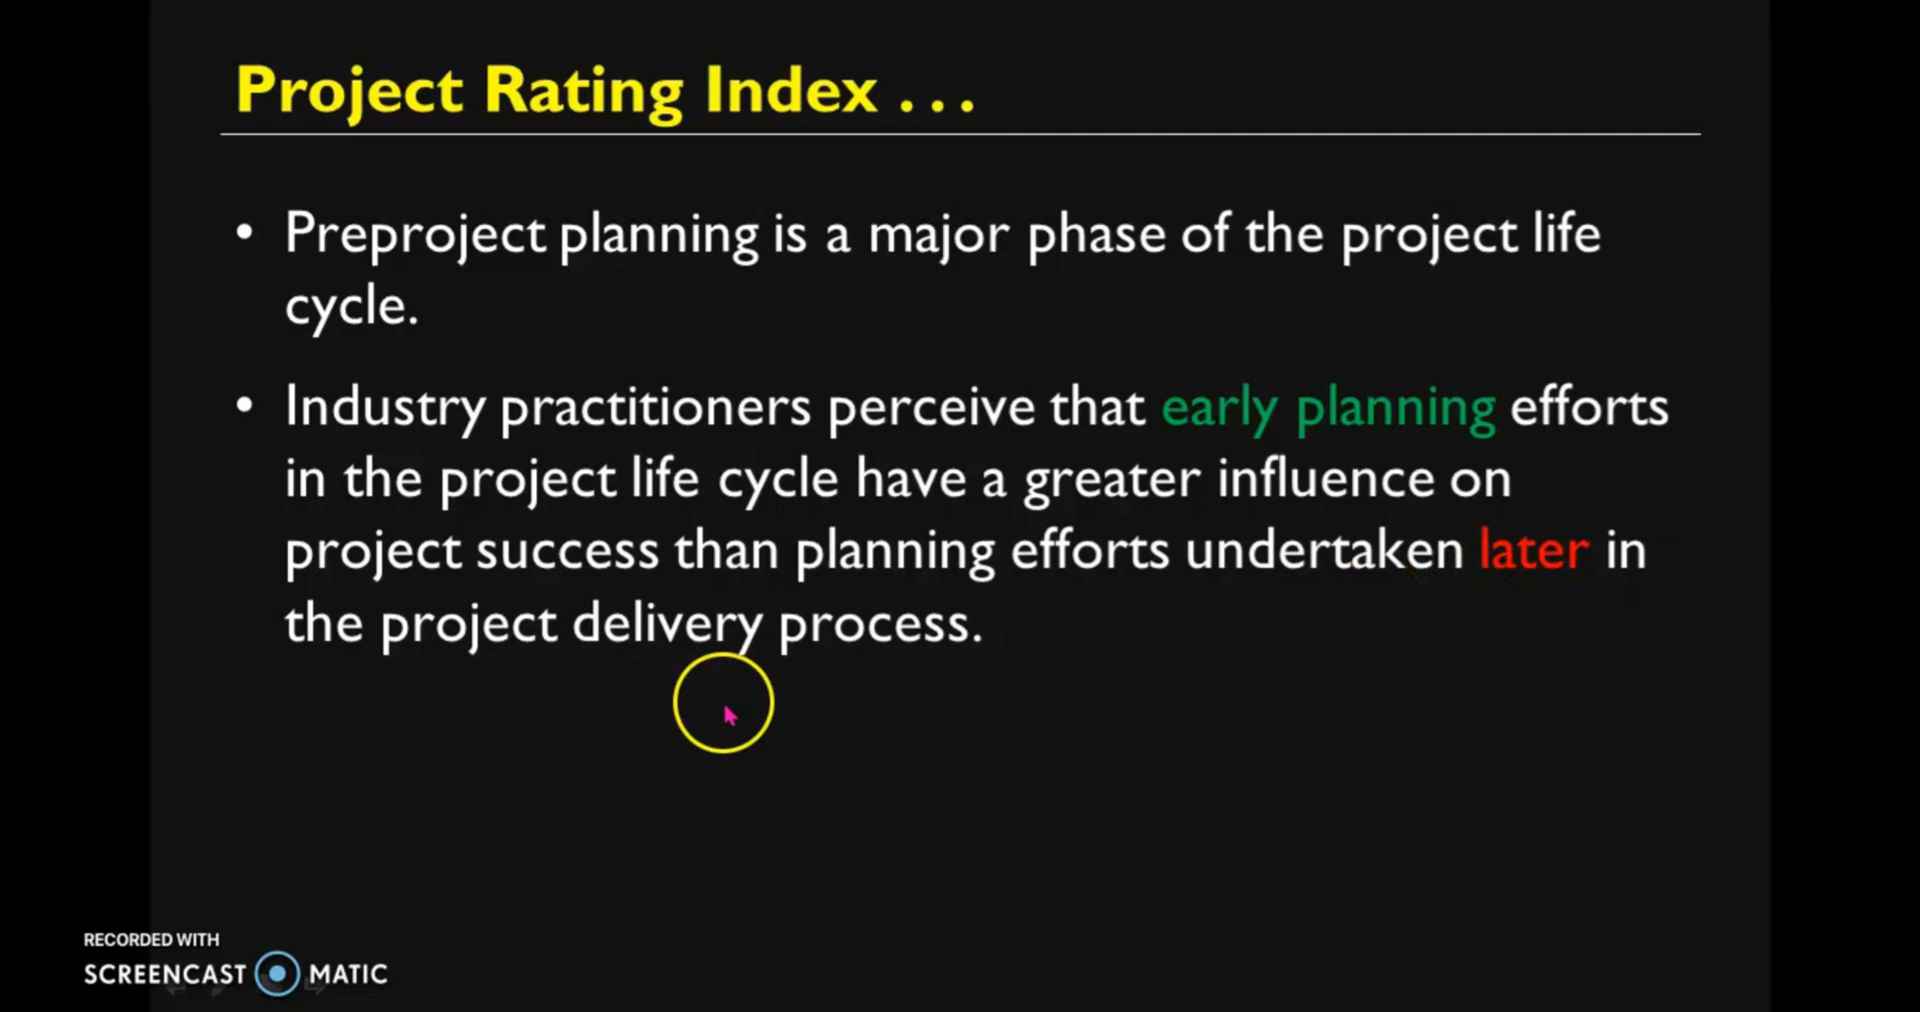 Project Rating Index . . .
• Preproject planning is a major phase of the project life
cycle.
• Industry practitioners perceive that early planning efforts
in the project life cycle have a greater influence on
project success than planning efforts undertaken later in
the project delivery process.
RECORDED WITH
SCREENCAST MATIC